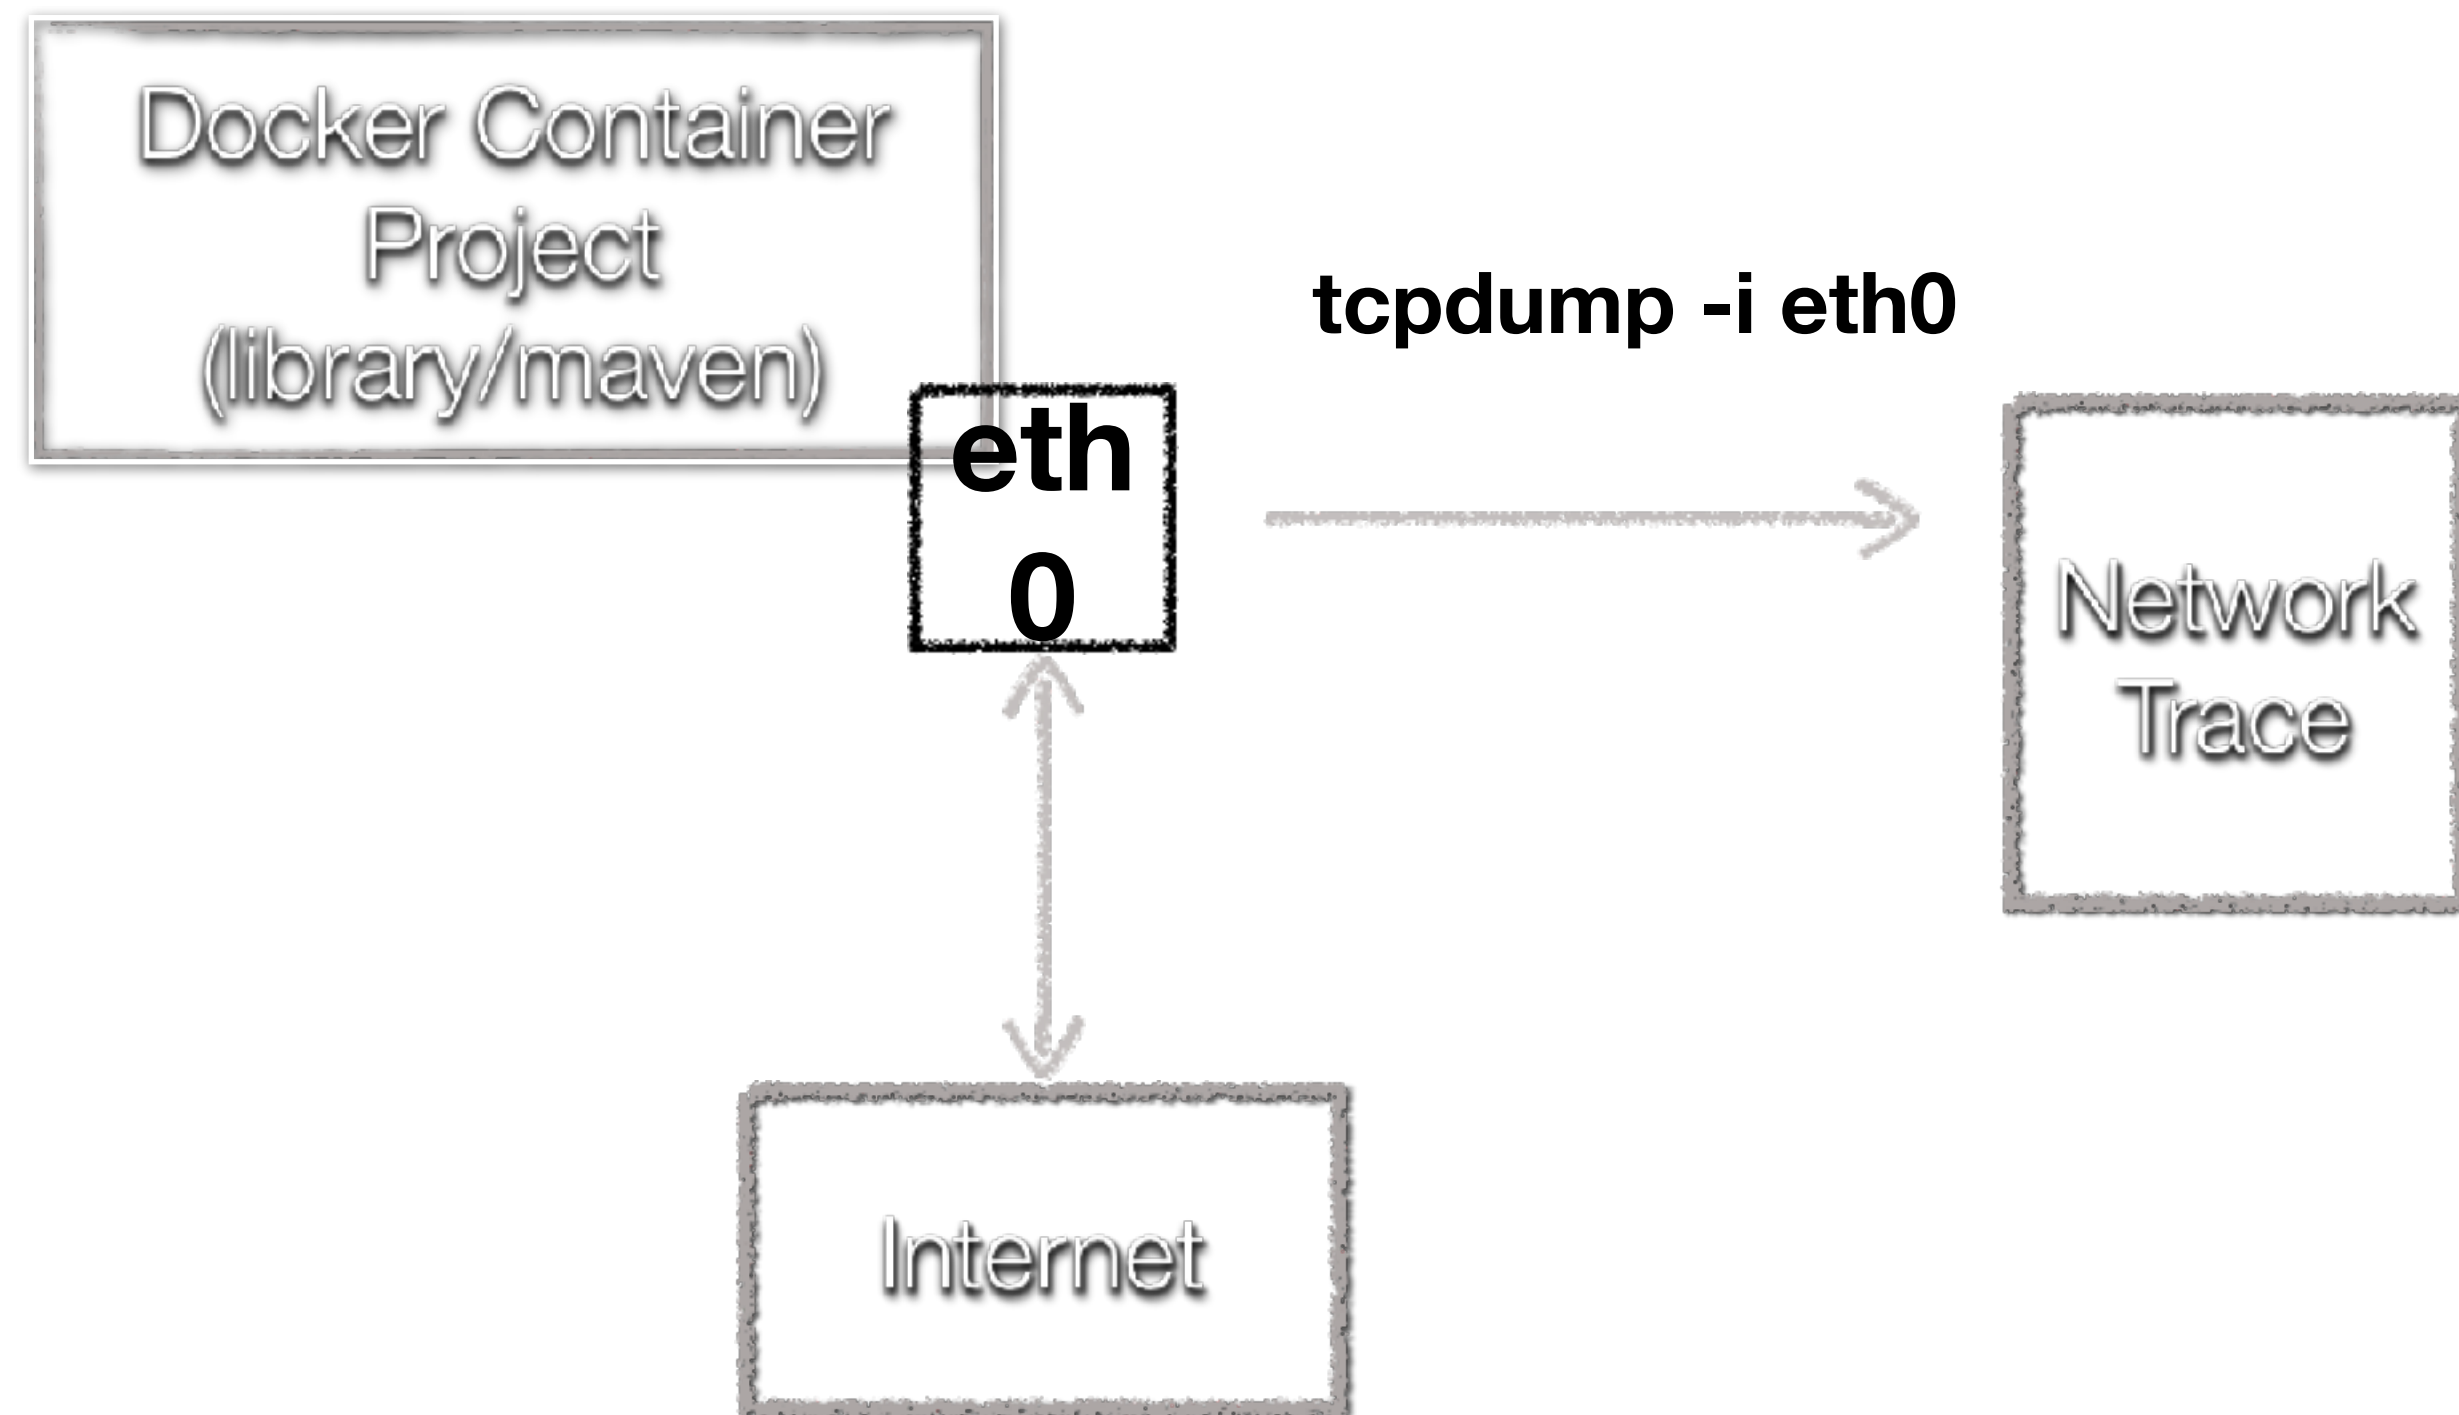 Docker Container
Project
(library/maven)
tcpdump -i eth0
eth
0
Network
Trace
Internet